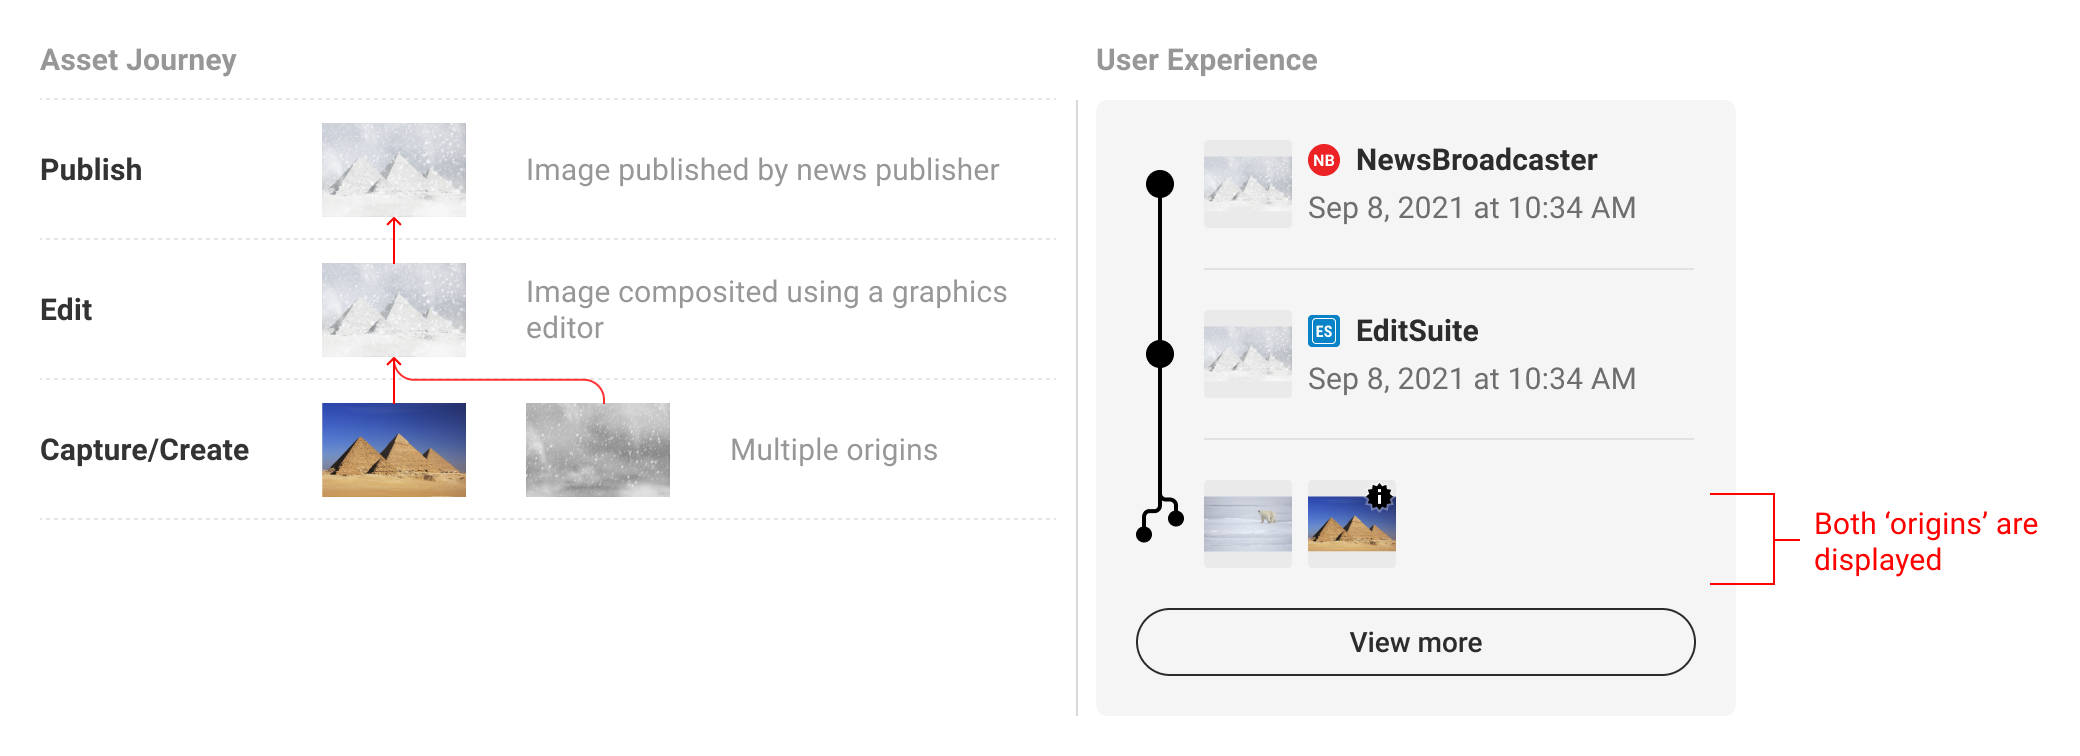 Asset Journey
Publish
Image published by news publisher
Edit
Image composited using a graphics
editor
Capture/Create
Multiple origins
User Experience
NB NewsBroadcaster
Sep 8, 2021 at 10:34 AM
ES EditSuite
Sep 8, 2021 at 10:34 AM
i
View more
Both ‘origins’ are
displayed